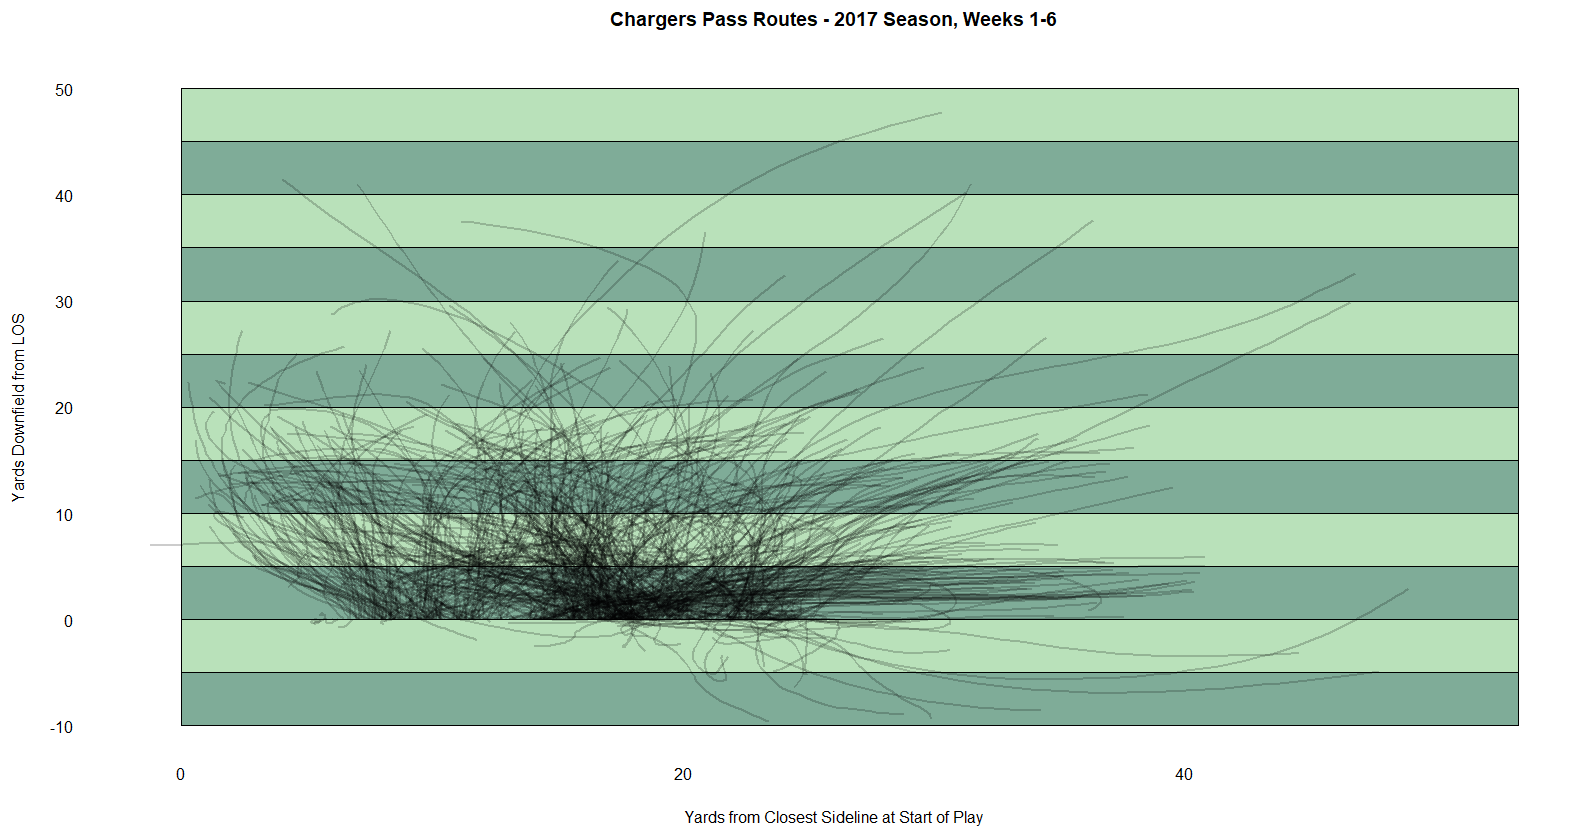 Chargers Pass Routes - 2017 Season, Weeks 1-6
50
40
30
20
10
0
-10
Yards Downfield from LOS
0 20 40
Yards from Closest Sideline at Start of Play